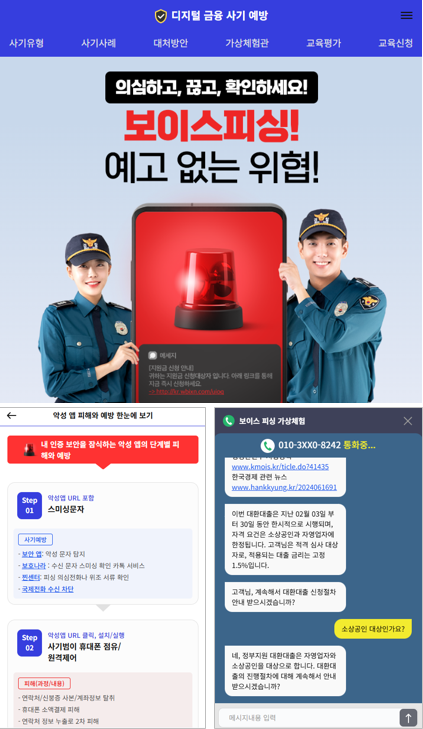 디지털 금융 사기 예방
사기유형 사기사례 대처방안 가상체험관 교육평가 교육신청
의심하고, 끊고, 확인하세요!
보이스피싱!
예고 없는 위협!
메세지
[지원금 신청 안내]
귀하는 지원금 신청대상자입니다. 아래 링크를 통해
지금 즉시 신청하세요.
악성 앱 피해와 예방 한눈에 보기
내 인증 보안을 잠식하는 악성 앱의 단계별 피
해와 예방
Step
01
악성앱 URL 포함
스미싱문자
사기예방
- 보안 앱: 악성 문자 탐지
- 보호나라 : 수신 문자 스미싱 확인 카톡 서비스
- 찐센터: 피싱 의심전화나 위조 서류 확인
- 국제전화 수신 차단
Step
02
악성앱 URL 클릭, 설치/실행
사기범이 휴대폰 점유/
원격제어
피해(과정/내용)
- 연락처/신분증 사본/계좌정보 탈취
- 휴대폰 소액결제 피해
- 연락처 정보 누출로 2차 피해
보이스 피싱 가상체험
010-3XX0-8242 통화중...
www.kmois.kr/ticle.do?41435
한국경제 관련 뉴스
www.hankkyung.kr/2024061691
이번 대환대출은 지난 02월 03일 부
터 30일 동안 한시적으로 시행되며,
자격 요건은 소상공인과 자영업자에
한정됩니다. 고객님은 적격 심사 대상
자로, 적용되는 대출 금리는 고정
1.5%입니다.
고객님, 계속해서 대환대출 신청절차
안내 받으시겠습니까?
소상공인 대상인가요?
네, 정부지원 대환대출은 자영업자와
소상공인을 대상으로 합니다. 대환대
출의 진행절차에 대해 계속해서 안내
받으시겠습니까?
메시지내용 입력